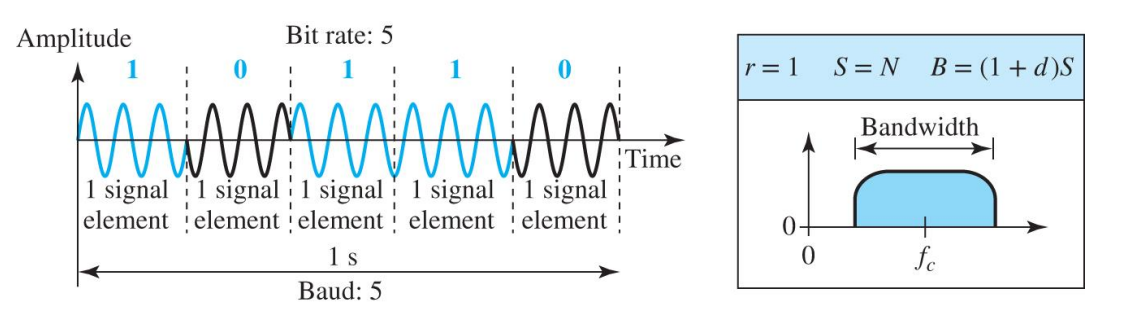 Amplitude
Bit rate: 5
1 0 1 1 0
Time
1 signal element
1 signal element
1 signal element
1 signal element
1 signal element
1 s
Baud: 5
r = 1 S = N B = (1 + d)S
Bandwidth
0
0
f_c